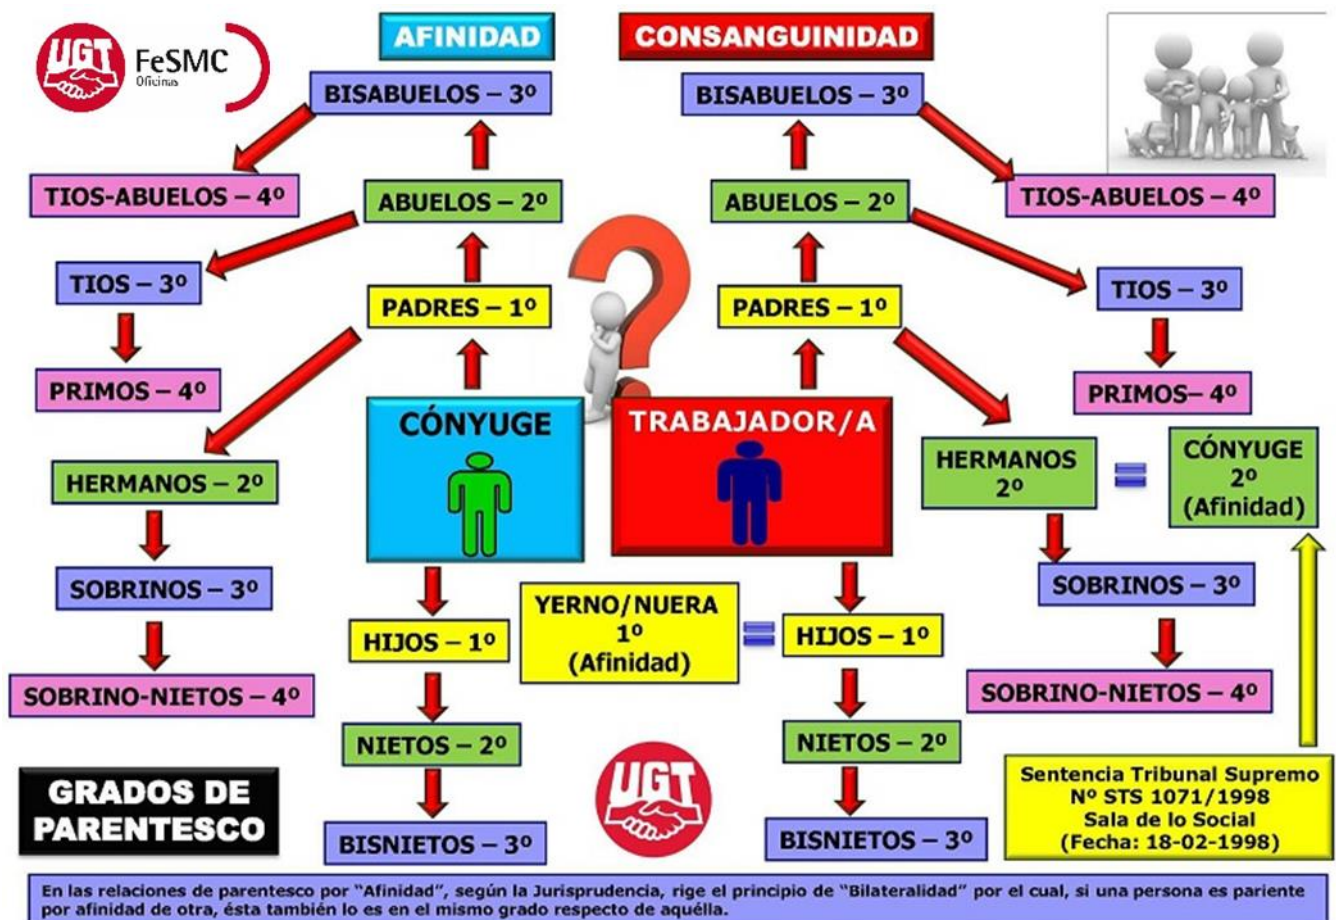 UGT
FeSMC
Oficinas
AFINIDAD
CONSANGUINIDAD
BISABUELOS – 3º
BISABUELOS – 3º
TIOS-ABUELOS – 4º
ABUELOS – 2º
ABUELOS – 2º
TIOS-ABUELOS – 4º
TIOS – 3º
PADRES – 1º
PADRES – 1º
TIOS – 3º
PRIMOS – 4º
PRIMOS– 4º
CÓNYUGE
TRABAJADOR/A
HERMANOS – 2º
HERMANOS
2º
=
CÓNYUGE
2º
(Afinidad)
SOBRINOS – 3º
SOBRINOS – 3º
HIJOS – 1º
YERNO/NUERA
1º
(Afinidad)
=
HIJOS – 1º
SOBRINO-NIETOS – 4º
SOBRINO-NIETOS – 4º
NIETOS – 2º
NIETOS – 2º
GRADOS DE
PARENTESCO
UGT
BISNIETOS – 3º
BISNIETOS – 3º
Sentencia Tribunal Supremo
Nº STS 1071/1998
Sala de lo Social
(Fecha: 18-02-1998)
En las relaciones de parentesco por “Afinidad”, según la Jurisprudencia, rige el principio de “Bilateralidad” por el cual, si una persona es pariente
por afinidad de otra, ésta también lo es en el mismo grado respecto de aquélla.